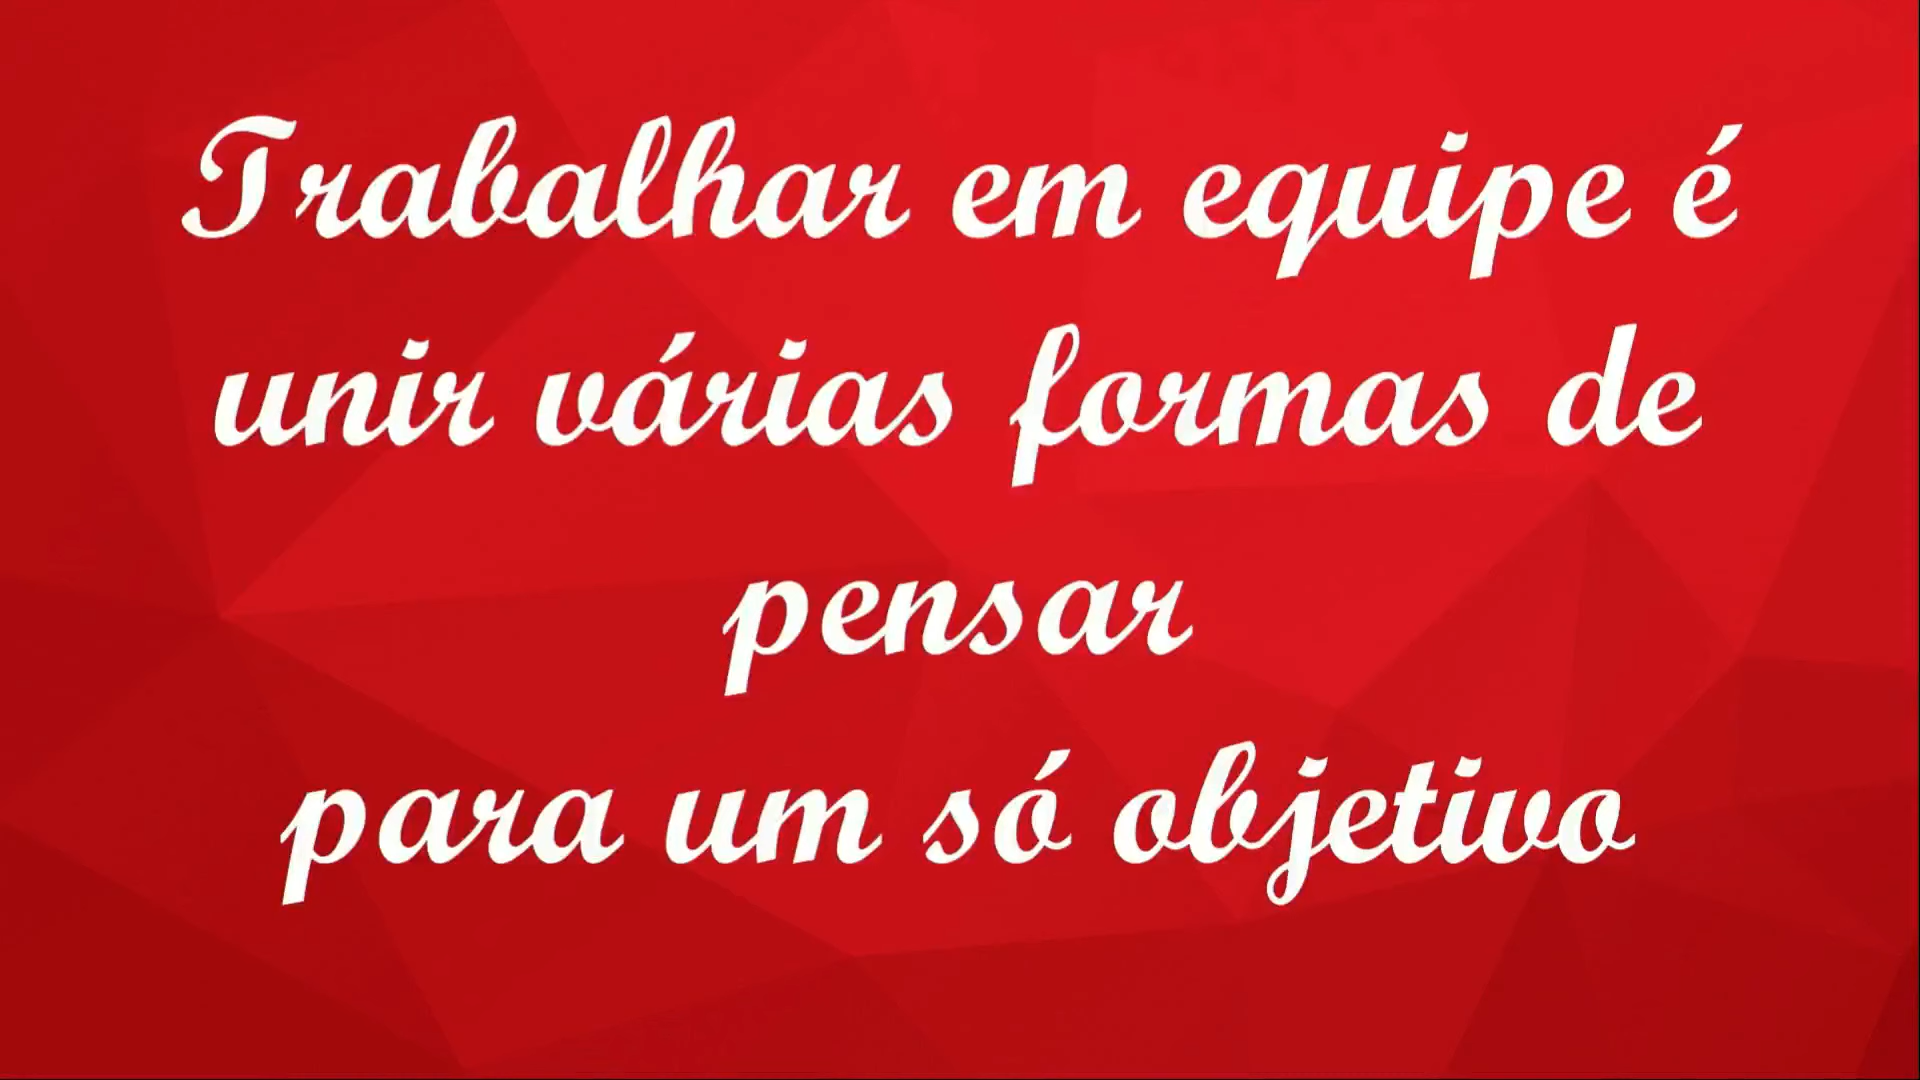 Trabalhar em equipe é
unir várias formas de
pensar
para um só objetivo